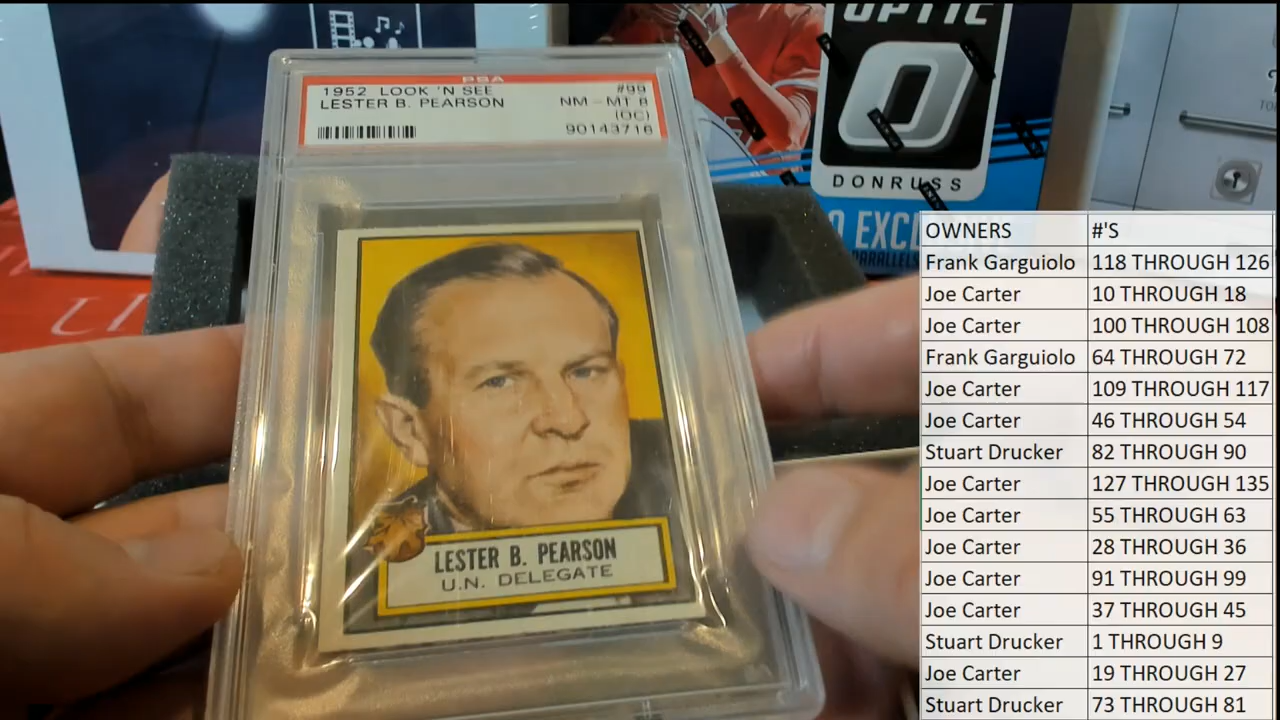 OPTIC
DONRUSS
PSA
1952 LOOK 'N SEE #99
LESTER B. PEARSON NM - MT 8
(OC)
90143716
LESTER B. PEARSON
U.N. DELEGATE
OWNERS #'S
Frank Garguiolo 118 THROUGH 126
Joe Carter 10 THROUGH 18
Joe Carter 100 THROUGH 108
Frank Garguiolo 64 THROUGH 72
Joe Carter 109 THROUGH 117
Joe Carter 46 THROUGH 54
Stuart Drucker 82 THROUGH 90
Joe Carter 127 THROUGH 135
Joe Carter 55 THROUGH 63
Joe Carter 28 THROUGH 36
Joe Carter 91 THROUGH 99
Joe Carter 37 THROUGH 45
Stuart Drucker 1 THROUGH 9
Joe Carter 19 THROUGH 27
Stuart Drucker 73 THROUGH 81